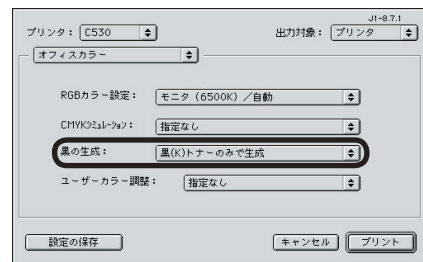 J1-8.7.1
プリンタ： C530 出力対象： プリンタ
オフィスカラー
RGBカラー設定： モニタ（6500K）／自動
CMYKシミュレーション： 指定なし
黒の生成： 黒(K)トナーのみで生成
ユーザーカラー調整： 指定なし
設定の保存 キャンセル プリント